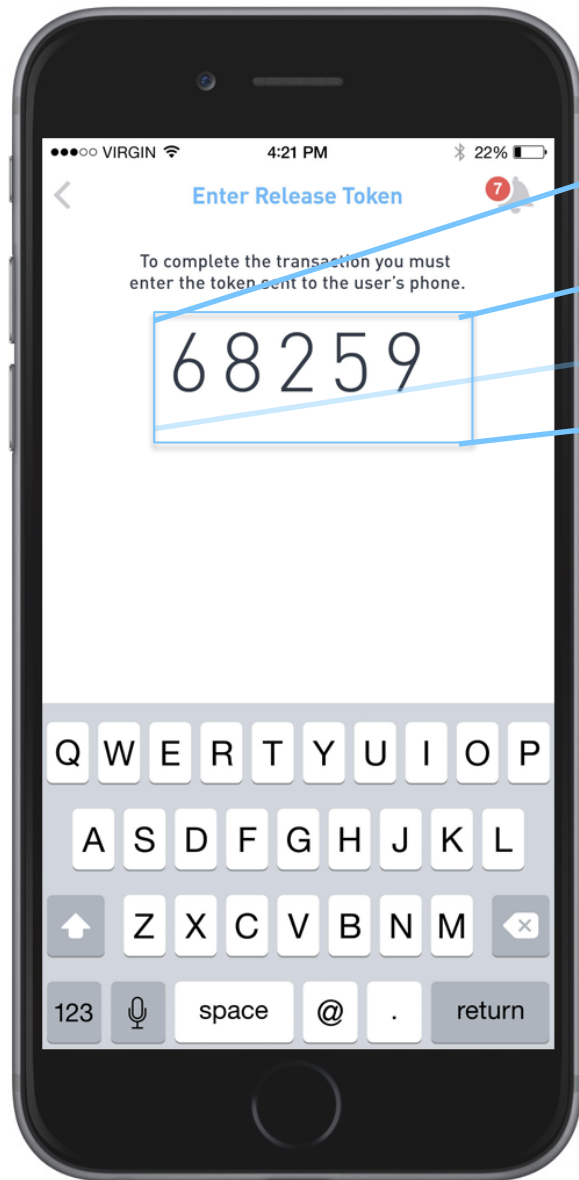 VIRGIN 4:21 PM 22%
Enter Release Token 7
To complete the transaction you must
enter the token sent to the user's phone.
68259
Q W E R T Y U I O P
A S D F G H J K L
Z X C V B N M
123 space @ . return